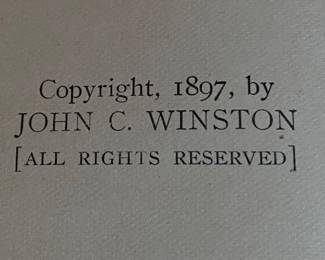 Copyright, 1897, by
JOHN C. WINSTON
[ALL RIGHTS RESERVED]